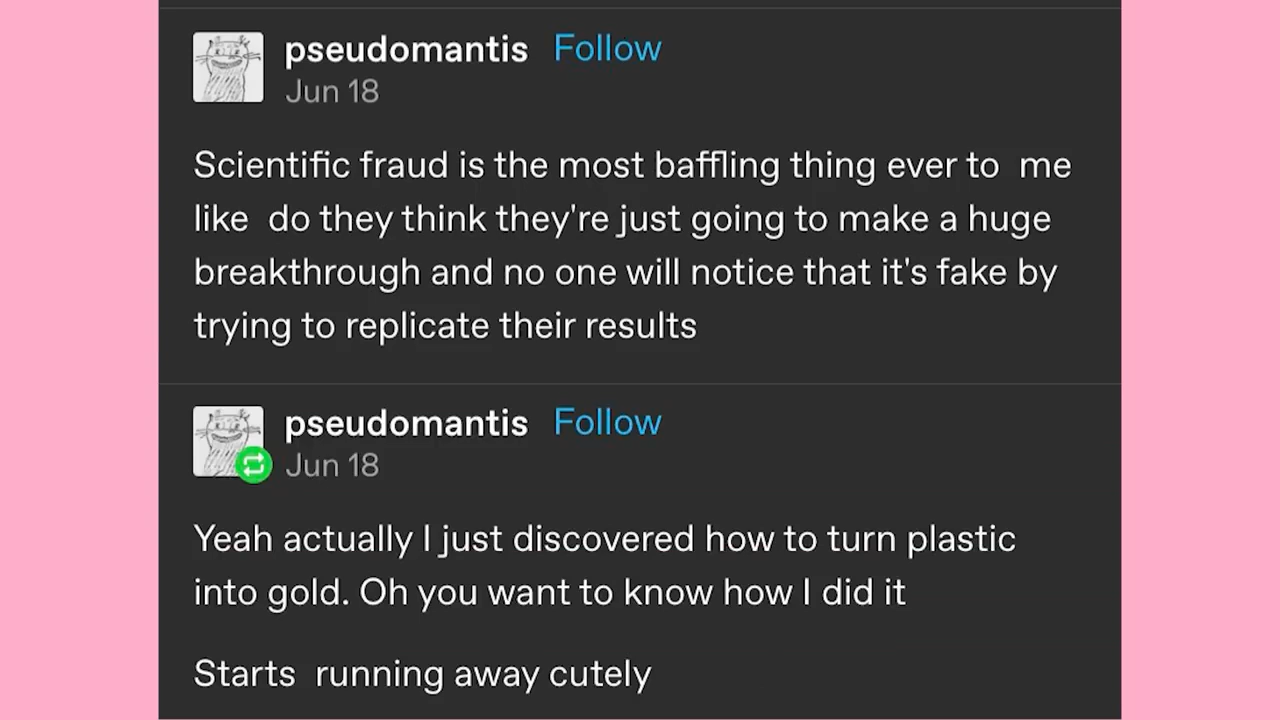 pseudomantis Follow
Jun 18
Scientific fraud is the most baffling thing ever to  me
like  do they think they're just going to make a huge
breakthrough and no one will notice that it's fake by
trying to replicate their results
pseudomantis Follow
Jun 18
Yeah actually I just discovered how to turn plastic
into gold. Oh you want to know how I did it
Starts  running away cutely